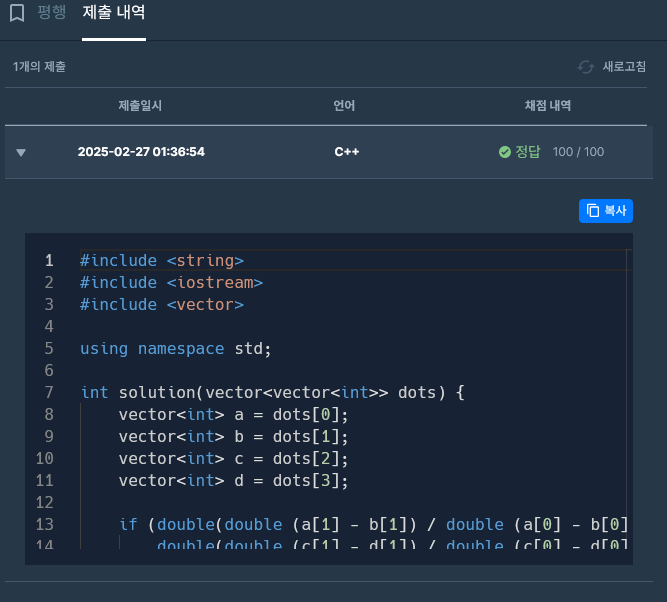 평행 제출 내역
1개의 제출 새로고침
제출일시 언어 채점 내역
2025-02-27 01:36:54 C++ 정답 100 / 100
복사
1 #include <string>
2 #include <iostream>
3 #include <vector>
4
5 using namespace std;
6
7 int solution(vector<vector<int>> dots) {
8 vector<int> a = dots[0];
9 vector<int> b = dots[1];
10 vector<int> c = dots[2];
11 vector<int> d = dots[3];
12
13 if (double(double (a[1] - b[1]) / double (a[0] - b[0]
14 double(double (c[1] - d[1]) / double (c[0] - d[0]